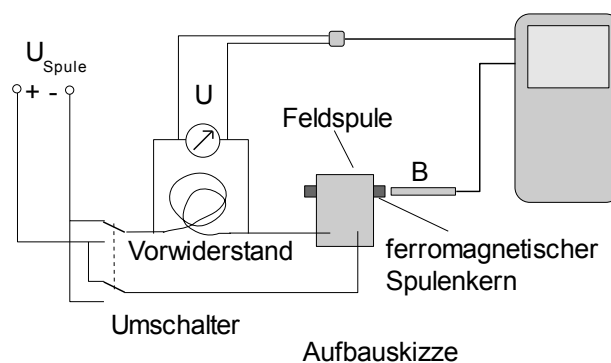 U Spule
+ -
U
Feldspule
B
Vorwiderstand
ferromagnetischer
Spulenkern
Umschalter
Aufbauskizze